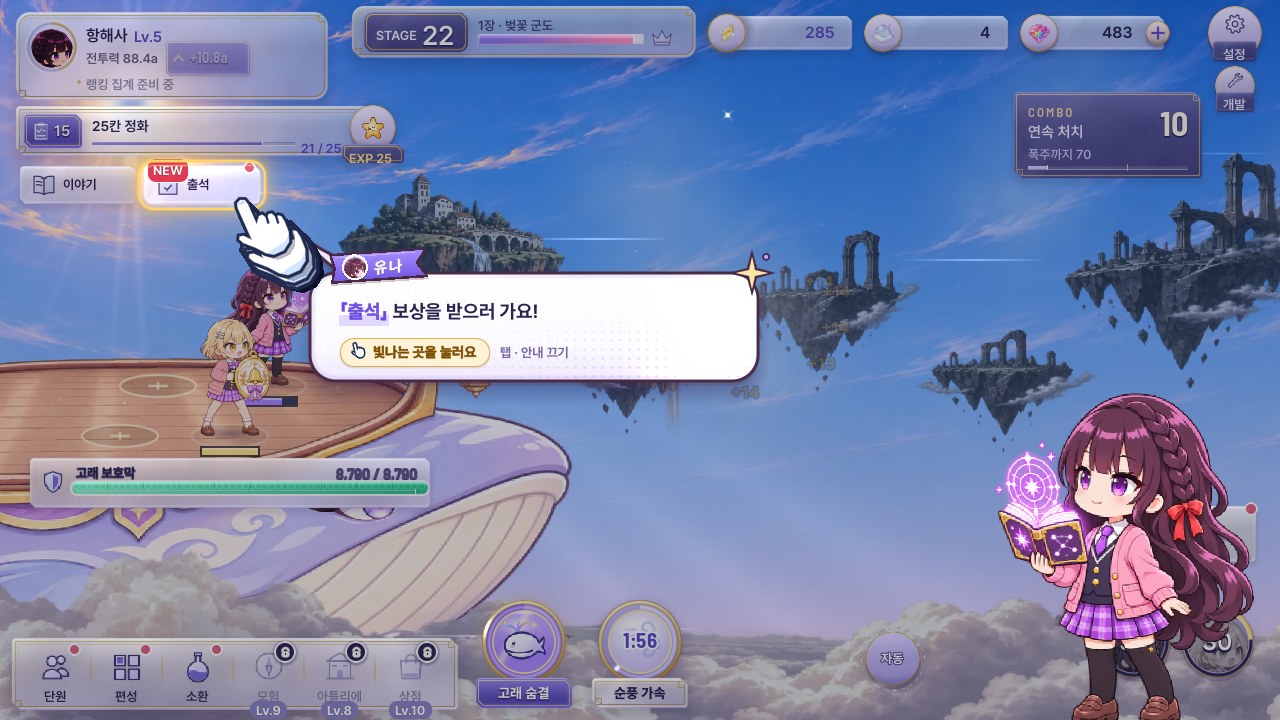 항해사 Lv.5
전투력 88.4a
+10.8a
랭킹 집계 준비 중
STAGE 22
1장 · 벚꽃 군도
285
4
483
설정
개발
15
25칸 정화
21 / 25
EXP 25
COMBO
연속 처치
10
폭주까지 70
이야기
NEW
출석
유나
「출석」 보상을 받으러 가요!
빛나는 곳을 눌러요
탭 · 안내 끄기
+14
고래 보호막
8.790 / 8.790
단원
편성
소환
모험
Lv.9
아틀리에
Lv.8
상점
Lv.10
고래 숨결
1:56
순풍 가속
자동